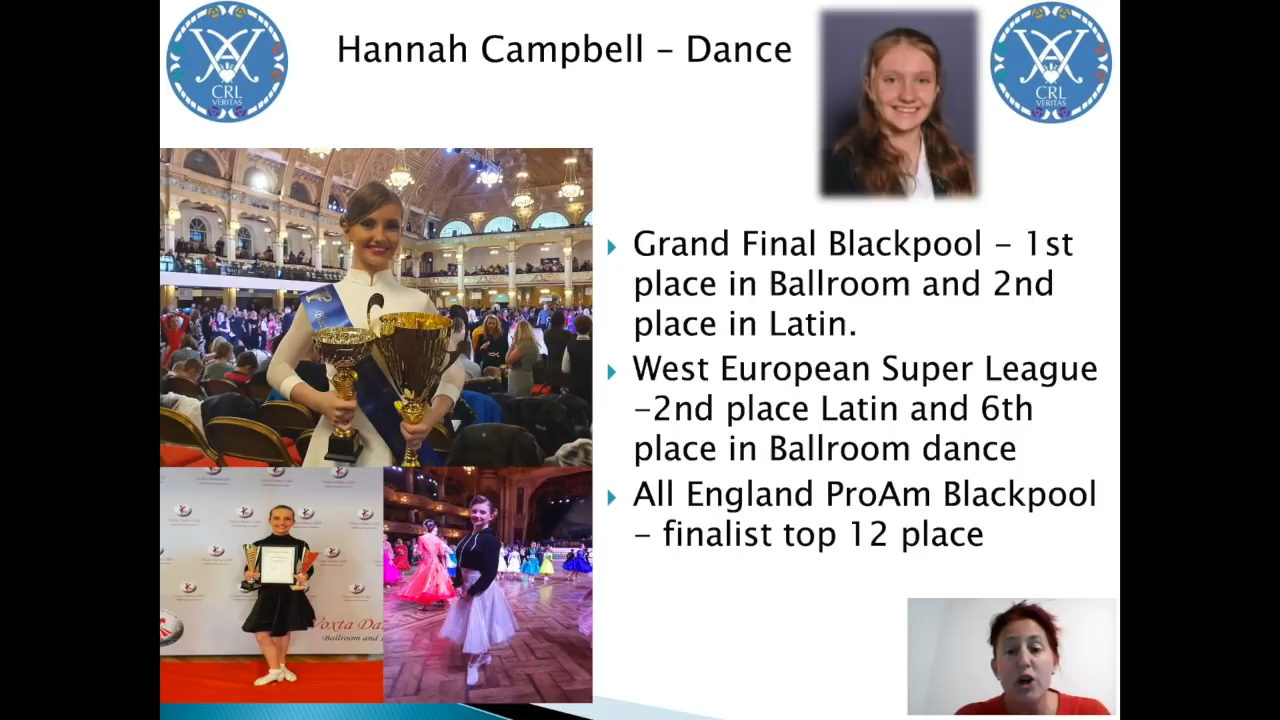 Hannah Campbell – Dance
CRL
VERITAS
CRL
VERITAS
Grand Final Blackpool – 1st
place in Ballroom and 2nd
place in Latin.
West European Super League
–2nd place Latin and 6th
place in Ballroom dance
All England ProAm Blackpool
– finalist top 12 place
Voxta Da
Ballroom and